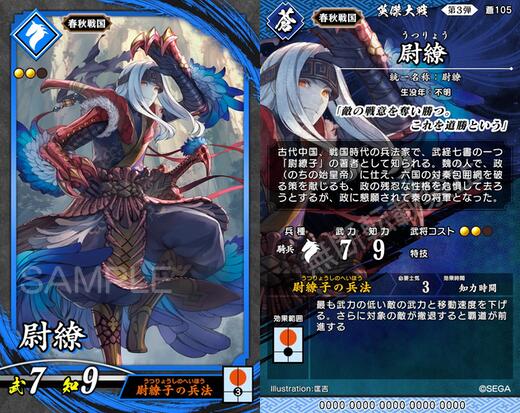 春秋戦国
SAMPLE
尉繚
武7 知9
うつりょうしのへいほう
尉繚子の兵法
3
蒼
春秋戦国
英傑大戦
第3弾
蒼105
うつりょう
尉繚
統一名称:尉繚
生没年:不明
「敵の戦意を奪い勝つ。
これを道勝という」
古代中国、戦国時代の兵法家で、武経七書の一つ
「尉繚子」の著者として知られる。魏の人で、政
(のちの始皇帝)に仕え、六国の対秦包囲網を破
る策を献じるも、政の残忍な性格を危惧して去ろ
うとするが、政に懇願されて秦の将軍となった。
兵種 武力 知力 武将コスト
騎兵 7 9 特技
うつりょうしのへいほう 必要士気 効果時間
尉繚子の兵法 3 知力時間
効果範囲
最も武力の低い敵の武力と移動速度を下げ
る。さらに対象の敵が撤退すると覇道が前
進する
Illustration:匡吉
©SEGA
0000 0000 0000 0000 0000